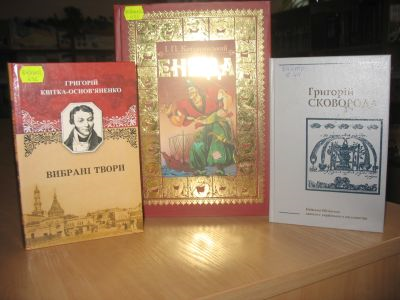 ГРИГОРІЙ
КВІТКА-ОСНОВ'ЯНЕНКО
ВИБРАНІ ТВОРИ
І. П. Котляревський
ЕНЕЇДА
Григорій
СКОВОРОДА